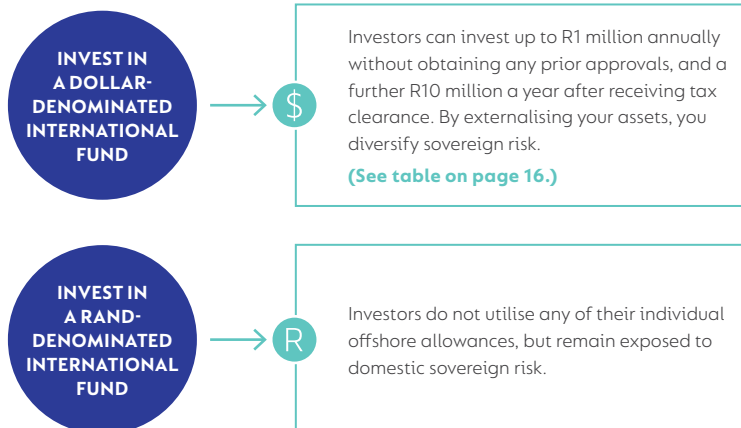 INVEST IN
A DOLLAR-
DENOMINATED
INTERNATIONAL
FUND
$
Investors can invest up to R1 million annually
without obtaining any prior approvals, and a
further R10 million a year after receiving tax
clearance. By externalising your assets, you
diversify sovereign risk.
(See table on page 16.)
INVEST IN
A RAND-
DENOMINATED
INTERNATIONAL
FUND
R
Investors do not utilise any of their individual
offshore allowances, but remain exposed to
domestic sovereign risk.